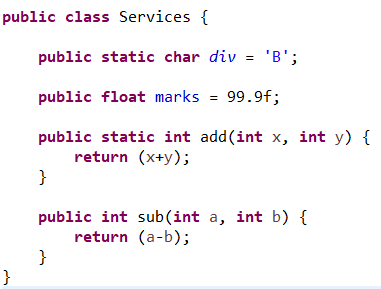 public class Services {
public static char div = 'B';
public float marks = 99.9f;
public static int add(int x, int y) {
return (x+y);
}
public int sub(int a, int b) {
return (a-b);
}
}